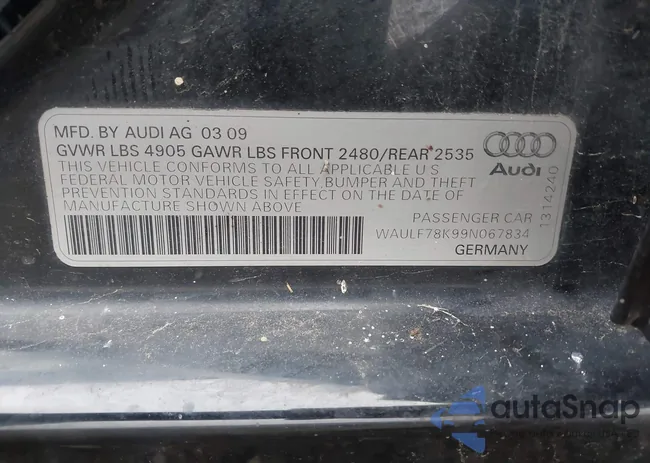 MFD. BY AUDI AG 03 09
GVWR LBS 4905 GAWR LBS FRONT 2480/REAR 2535
THIS VEHICLE CONFORMS TO ALL APPLICABLE U S
FEDERAL MOTOR VEHICLE SAFETY, BUMPER AND THEFT
PREVENTION STANDARDS IN EFFECT ON THE DATE OF
MANUFACTURE SHOWN ABOVE
PASSENGER CAR
WAULF78K99N067834
GERMANY
Audi
1314240
autoSnap